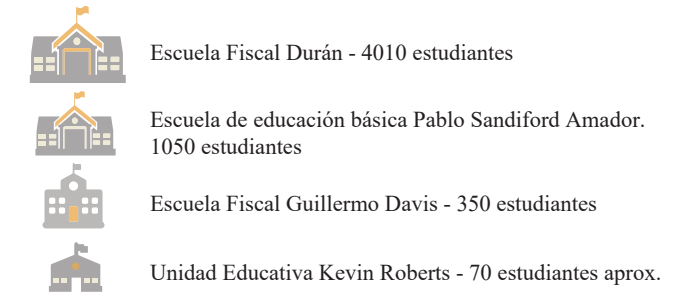 Escuela Fiscal Durán - 4010 estudiantes
Escuela de educación básica Pablo Sandiford Amador.
1050 estudiantes
Escuela Fiscal Guillermo Davis - 350 estudiantes
Unidad Educativa Kevin Roberts - 70 estudiantes aprox.